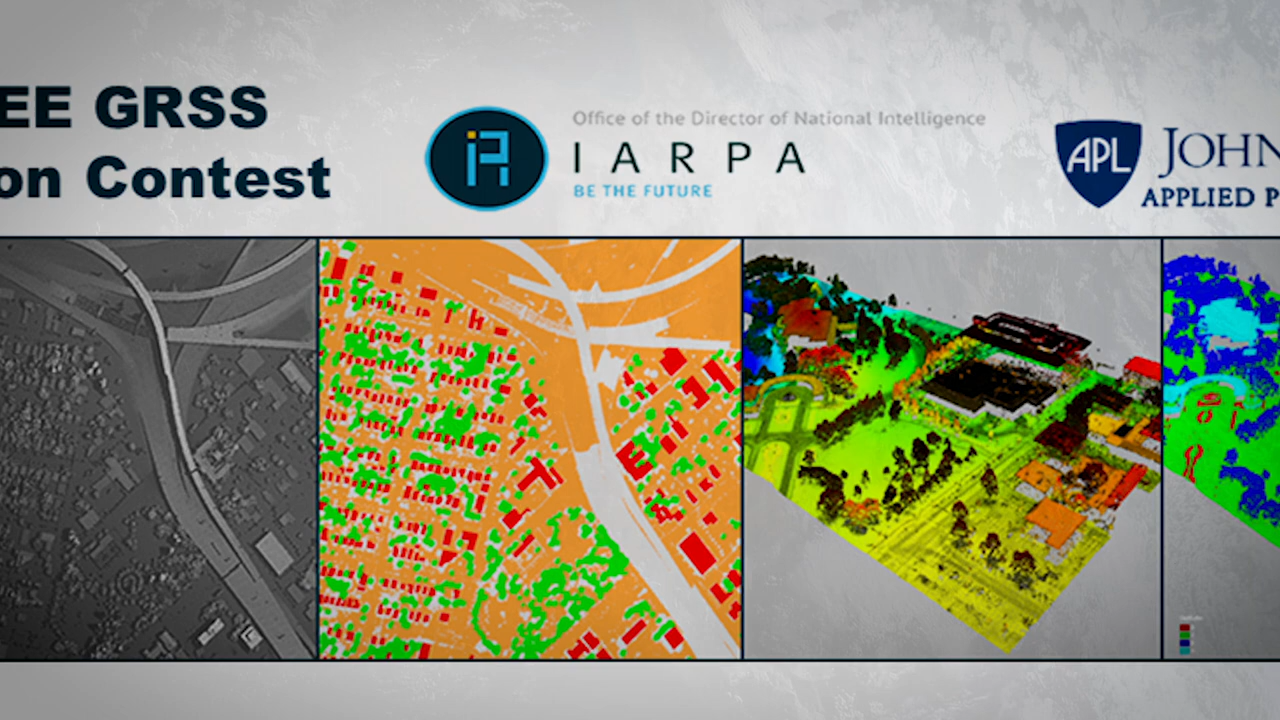 EE GRSS
on Contest
Office of the Director of National Intelligence
IARPA
BE THE FUTURE
APL
JOHN
APPLIED P